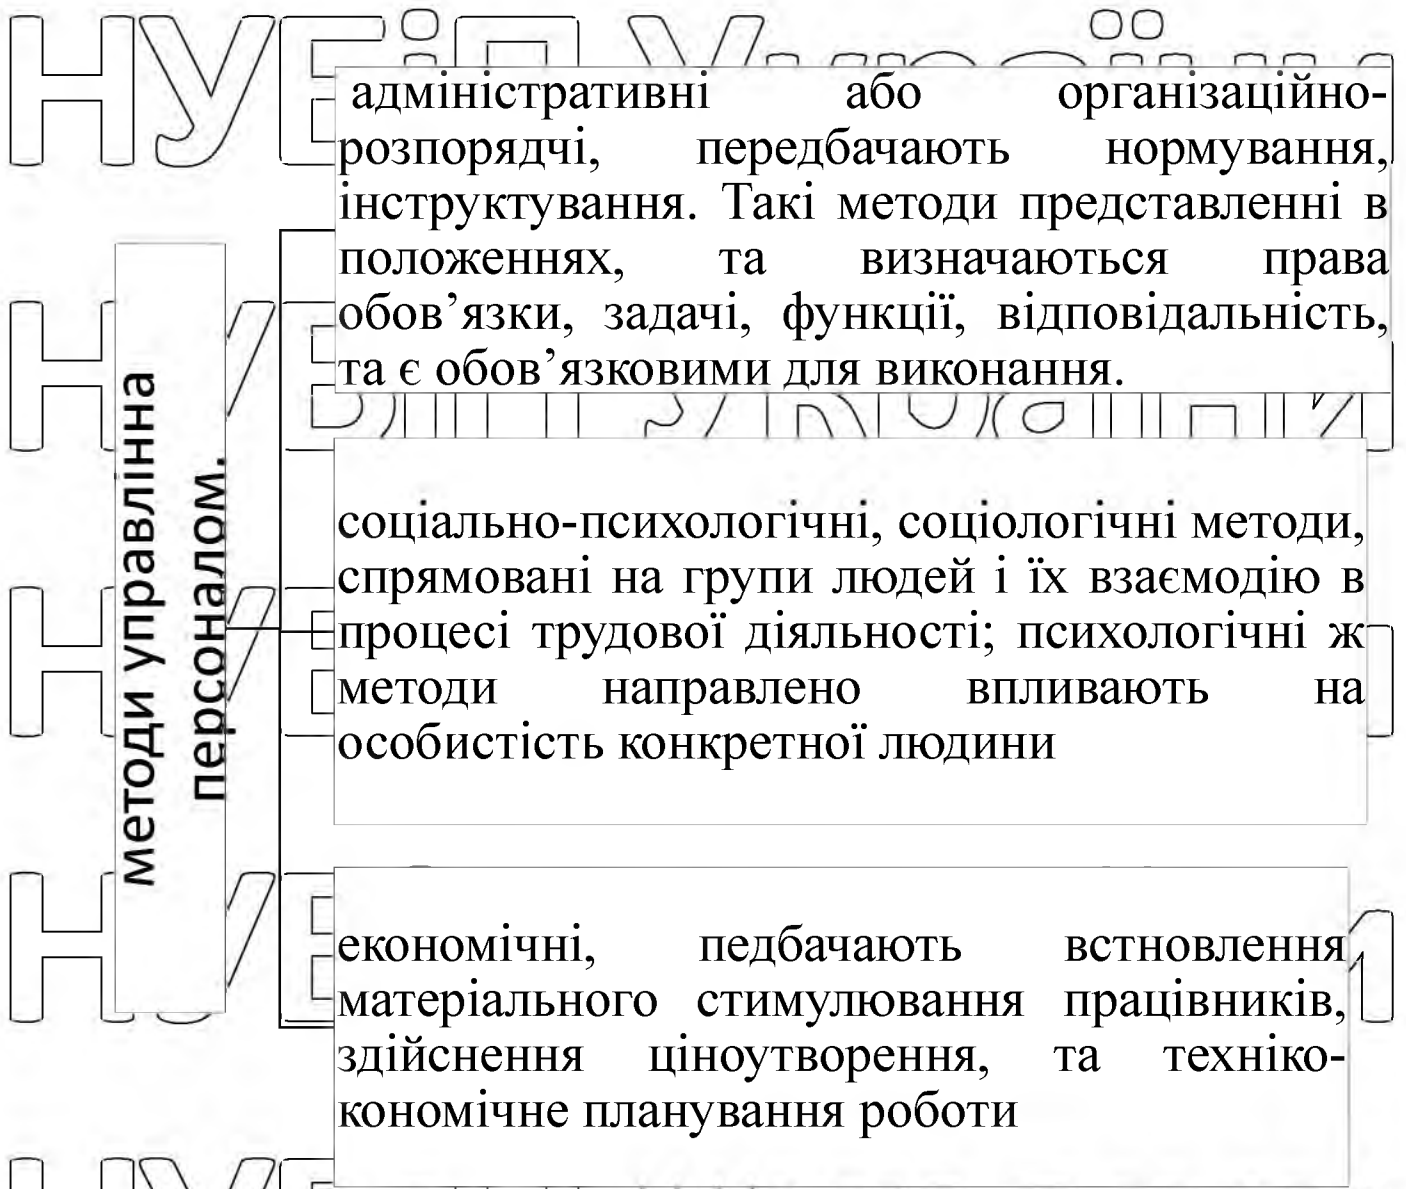 НУБіП України
адміністративні або організаційно-
розпорядчі, передбачають нормування,
інструктування. Такі методи представленні в
положеннях, та визначаються права
обов’язки, задачі, функції, відповідальність,
та є обов’язковими для виконання.
методи управлінна
персоналом.
соціально-психологічні, соціологічні методи,
спрямовані на групи людей і їх взаємодію в
процесі трудової діяльності; психологічні ж
методи направлено впливають на
особистість конкретної людини
економічні, педбачають встновлення
матеріального стимулювання працівників,
здійснення ціноутворення, та техніко-
кономічне планування роботи